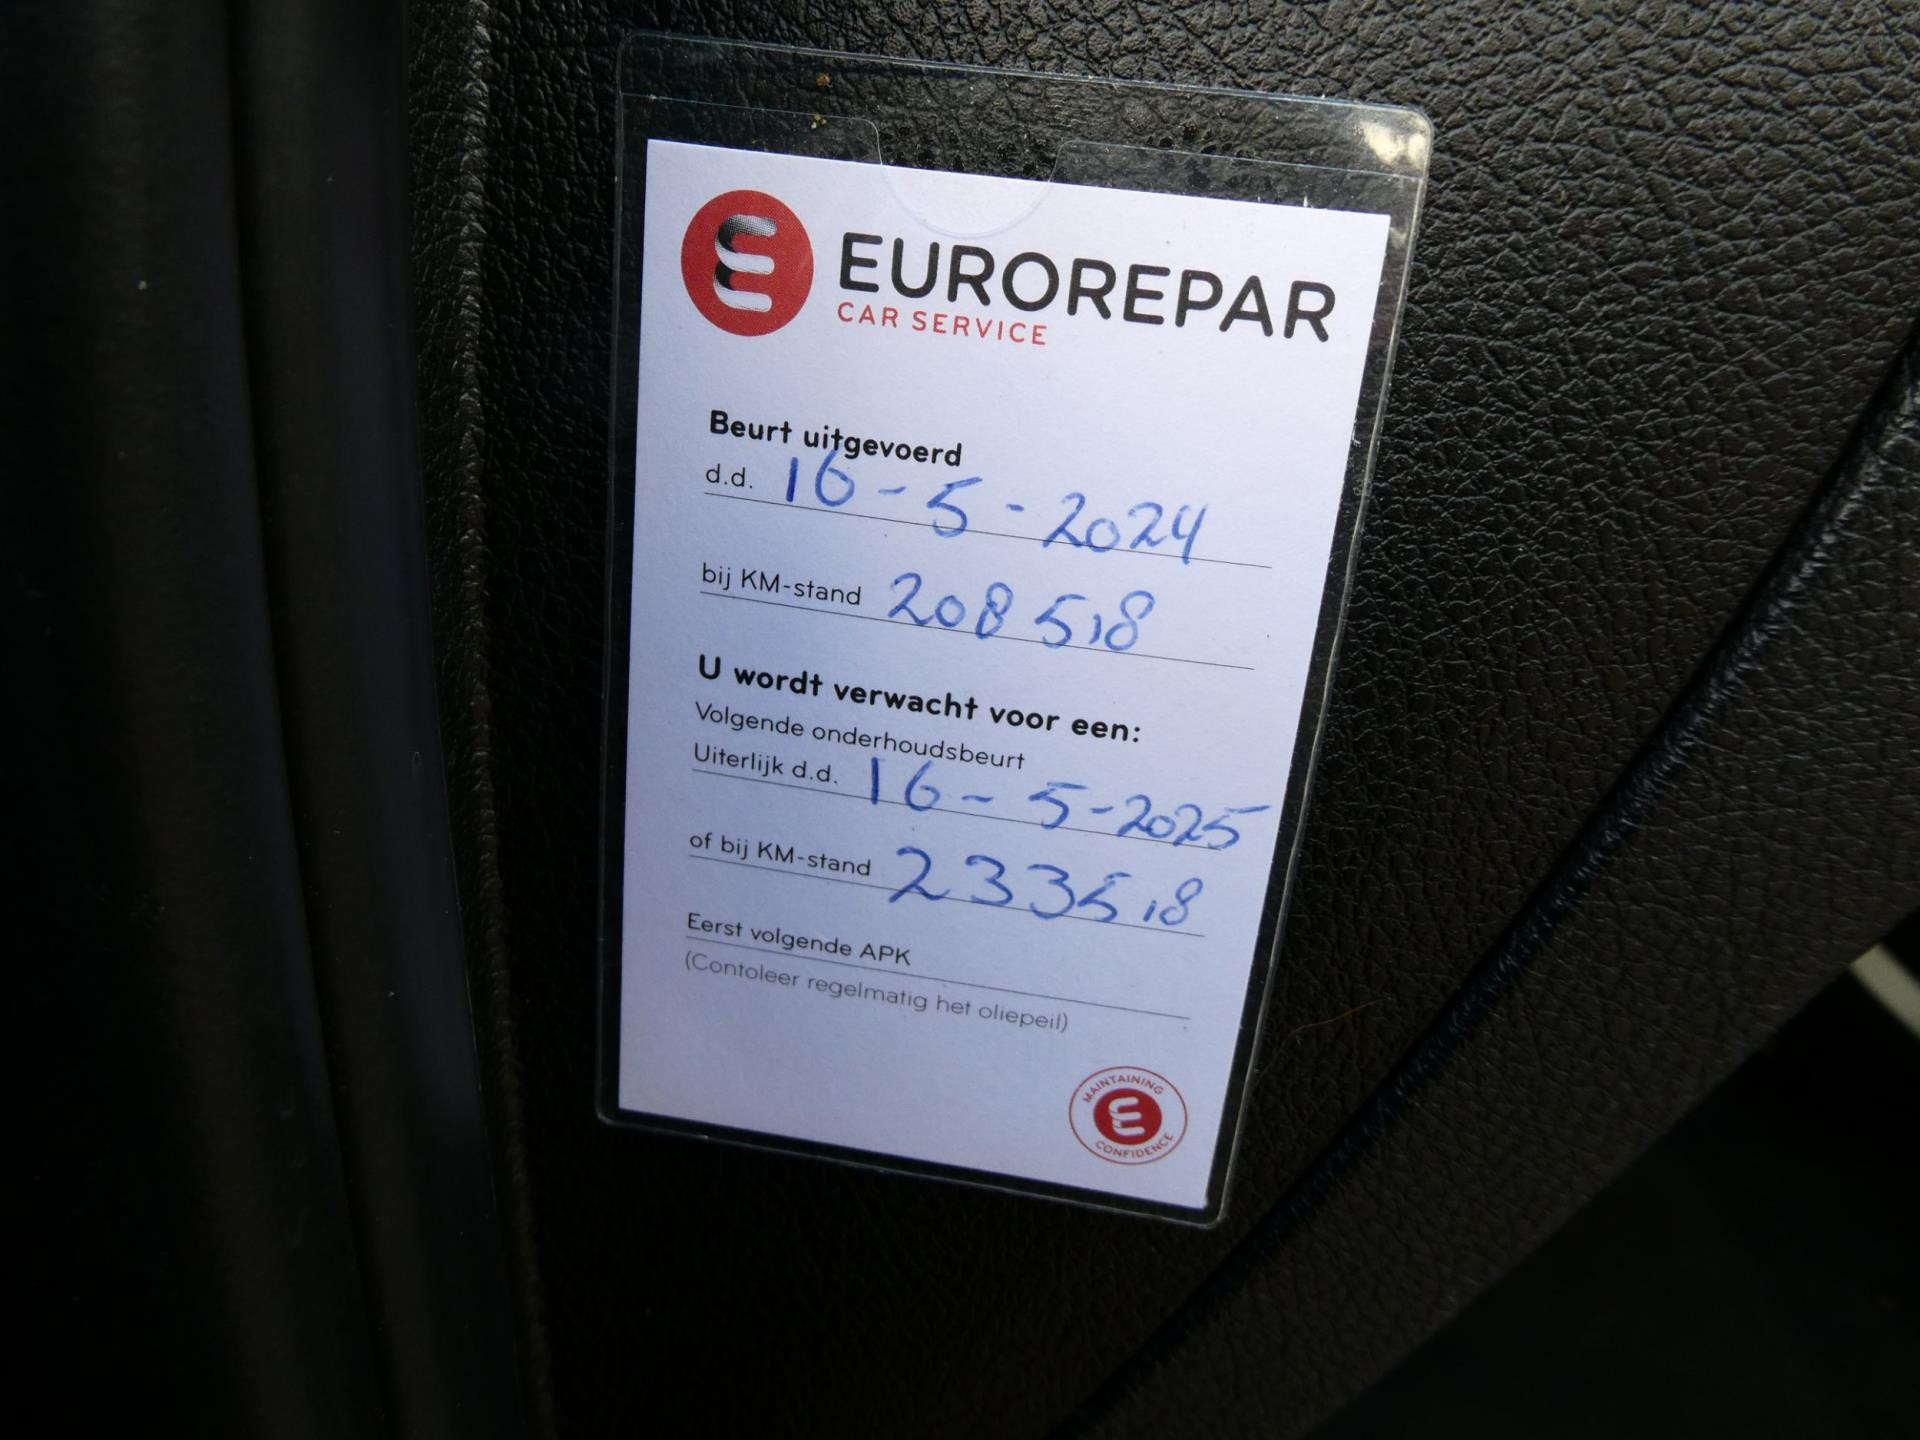 EUROREPAR
CAR SERVICE
Beurt uitgevoerd
d.d. 16-5-2024
bij KM-stand 208518
U wordt verwacht voor een:
Volgende onderhoudsbeurt
Uiterlijk d.d. 16-5-2025
of bij KM-stand 233518
Eerst volgende APK
(Contoleer regelmatig het oliepeil)
MAINTAINING
CONFIDENCE